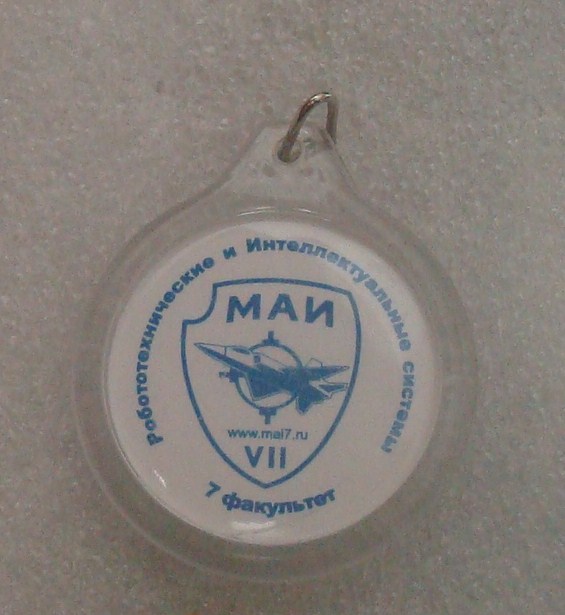 Робототехнические и Интеллектуальные системы
МАИ
www.mai7.ru
VII
7 факультет